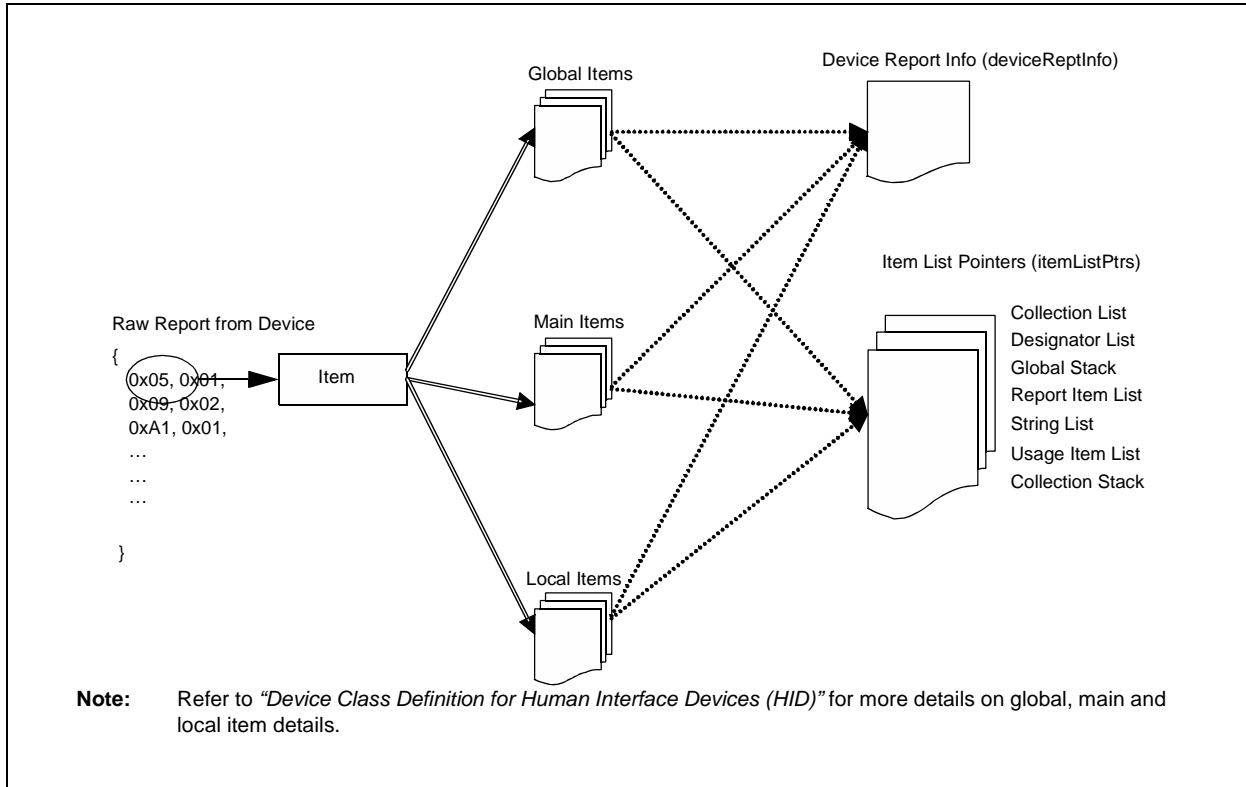 Device Report Info (deviceReptInfo)
Global Items
Item List Pointers (itemListPtrs)
Collection List
Designator List
Global Stack
Report Item List
String List
Usage Item List
Collection Stack
Raw Report from Device
Main Items
{
0x05, 0x01,
0x09, 0x02,
0xA1, 0x01,
…
…
…
}
Item
Local Items
Note: Refer to “Device Class Definition for Human Interface Devices (HID)” for more details on global, main and
local item details.